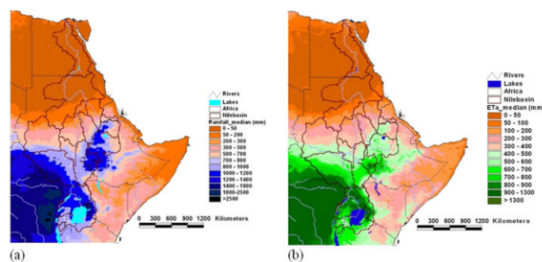 Rivers
Lakes
Africa
Nilebasin
Rainfall_median (mm)
0 - 50
50 - 200
200 - 300
300 - 500
500 - 700
700 - 800
800 - 1000
1000 - 1200
1200 - 1400
1400 - 1800
1800-2500
>2500
0 300 600 900 1200 Kilometers
(a)
Rivers
Lakes
Africa
Nilebasin
ETa_median (mm)
0 - 50
50 - 100
100 - 200
200 - 300
300 - 400
400 - 500
500 - 600
600 - 700
700 - 800
800 - 900
900 - 1300
> 1300
0 300 600 900 1200 Kilometers
(b)